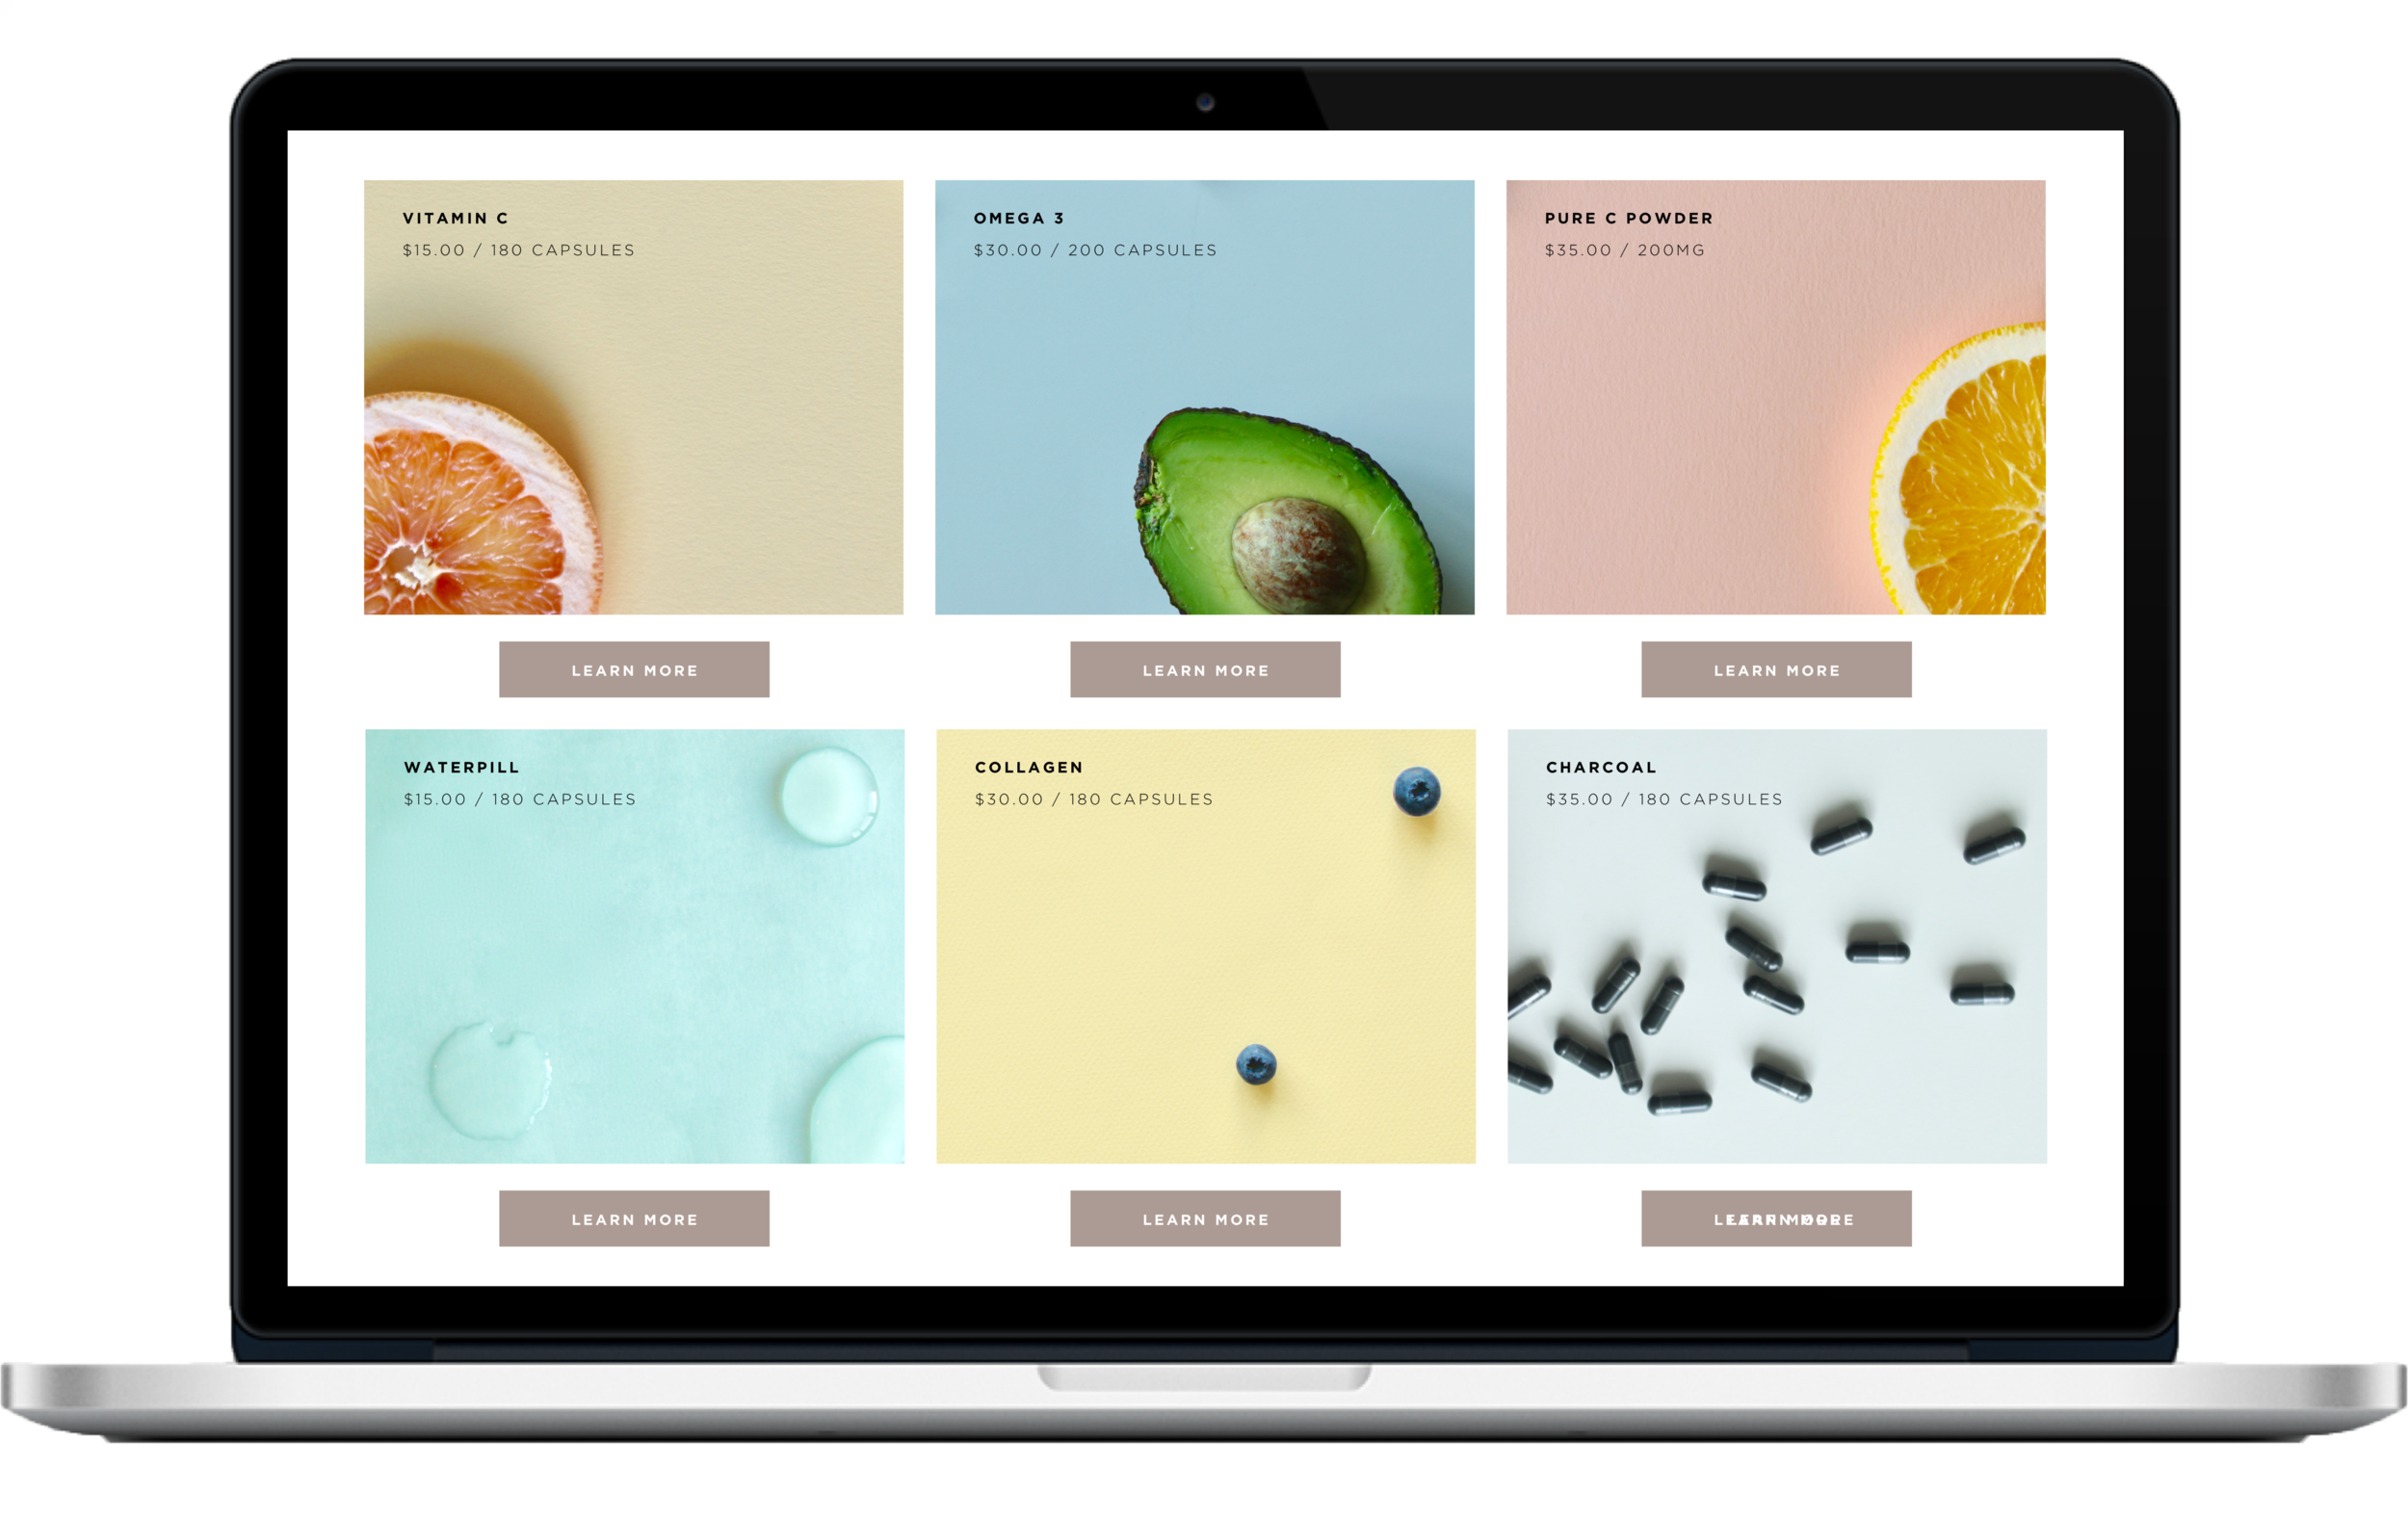 VITAMIN C
$15.00 / 180 CAPSULES
OMEGA 3
$30.00 / 200 CAPSULES
PURE C POWDER
$35.00 / 200MG
LEARN MORE
LEARN MORE
LEARN MORE
WATERPILL
$15.00 / 180 CAPSULES
COLLAGEN
$30.00 / 180 CAPSULES
CHARCOAL
$35.00 / 180 CAPSULES
LEARN MORE
LEARN MORE
LEARN MORE